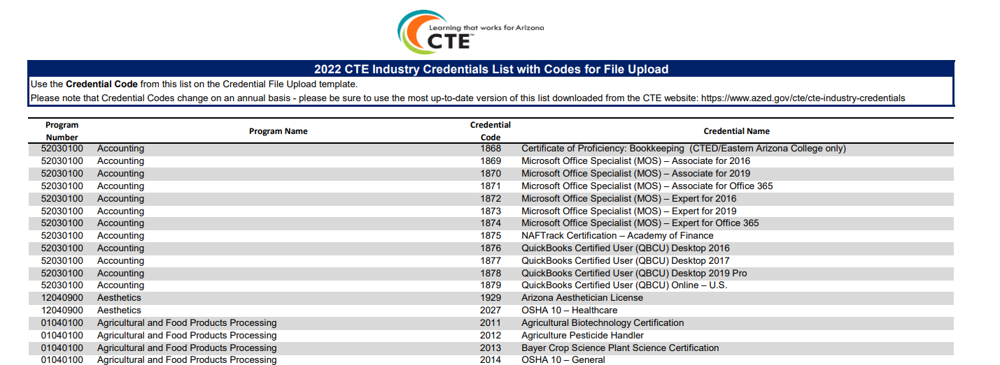 Learning that works for Arizona
CTE™
2022 CTE Industry Credentials List with Codes for File Upload
Use the Credential Code from this list on the Credential File Upload template.
Please note that Credential Codes change on an annual basis - please be sure to use the most up-to-date version of this list downloaded from the CTE website: https://www.azed.gov/cte/cte-industry-credentials
Program Number Program Name Credential Code Credential Name
52030100 Accounting 1868 Certificate of Proficiency: Bookkeeping (CTED/Eastern Arizona College only)
52030100 Accounting 1869 Microsoft Office Specialist (MOS) – Associate for 2016
52030100 Accounting 1870 Microsoft Office Specialist (MOS) – Associate for 2019
52030100 Accounting 1871 Microsoft Office Specialist (MOS) – Associate for Office 365
52030100 Accounting 1872 Microsoft Office Specialist (MOS) – Expert for 2016
52030100 Accounting 1873 Microsoft Office Specialist (MOS) – Expert for 2019
52030100 Accounting 1874 Microsoft Office Specialist (MOS) – Expert for Office 365
52030100 Accounting 1875 NAFTrack Certification – Academy of Finance
52030100 Accounting 1876 QuickBooks Certified User (QBCU) Desktop 2016
52030100 Accounting 1877 QuickBooks Certified User (QBCU) Desktop 2017
52030100 Accounting 1878 QuickBooks Certified User (QBCU) Desktop 2019 Pro
52030100 Accounting 1879 QuickBooks Certified User (QBCU) Online – U.S.
12040900 Aesthetics 1929 Arizona Aesthetician License
12040900 Aesthetics 2027 OSHA 10 – Healthcare
01040100 Agricultural and Food Products Processing 2011 Agricultural Biotechnology Certification
01040100 Agricultural and Food Products Processing 2012 Agriculture Pesticide Handler
01040100 Agricultural and Food Products Processing 2013 Bayer Crop Science Plant Science Certification
01040100 Agricultural and Food Products Processing 2014 OSHA 10 – General